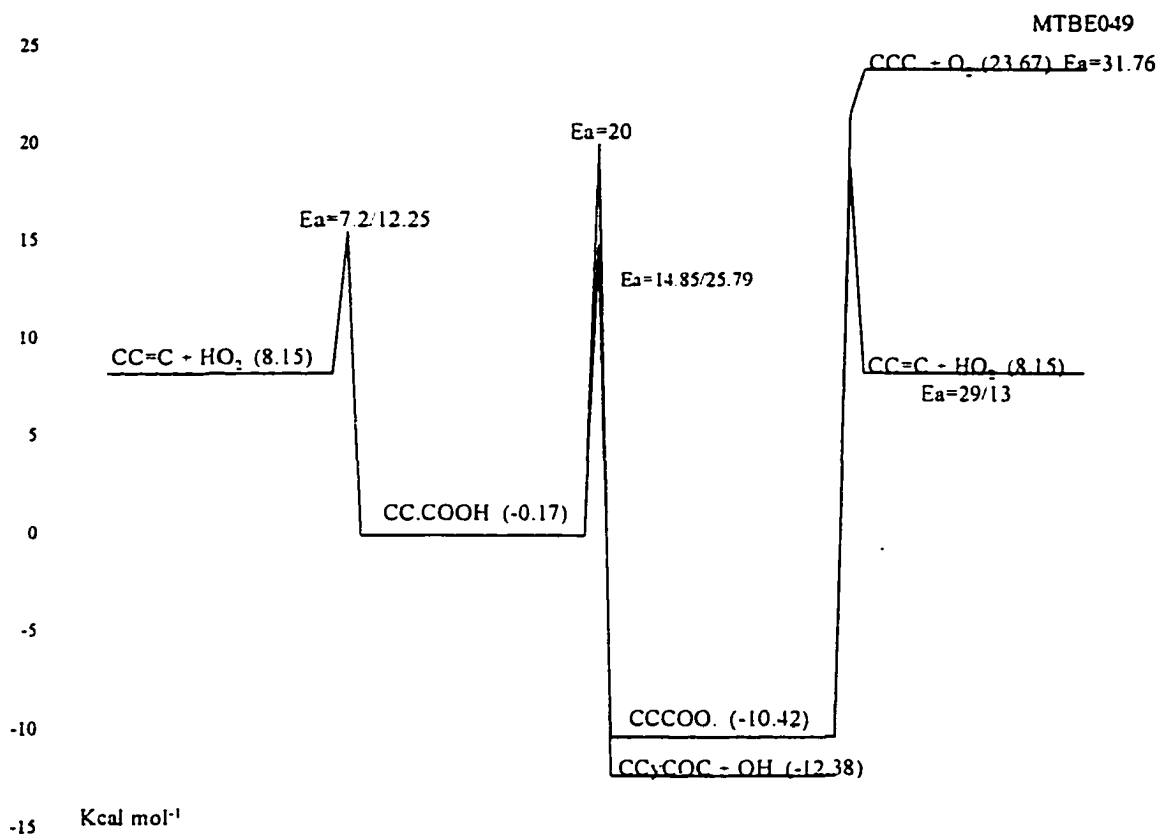 MTBE049
25
CCC. + O2 (23.67) Ea=31.76
20
Ea=20
15
Ea=7.2/12.25
Ea=14.85/25.79
10
CC=C + HO2 (8.15)
CC=C + HO2 (8.15)
Ea=29/13
5
0
CC.COOH (-0.17)
-5
-10
CCCOO. (-10.42)
CCyCOC + OH (-12.38)
-15
Kcal mol-1